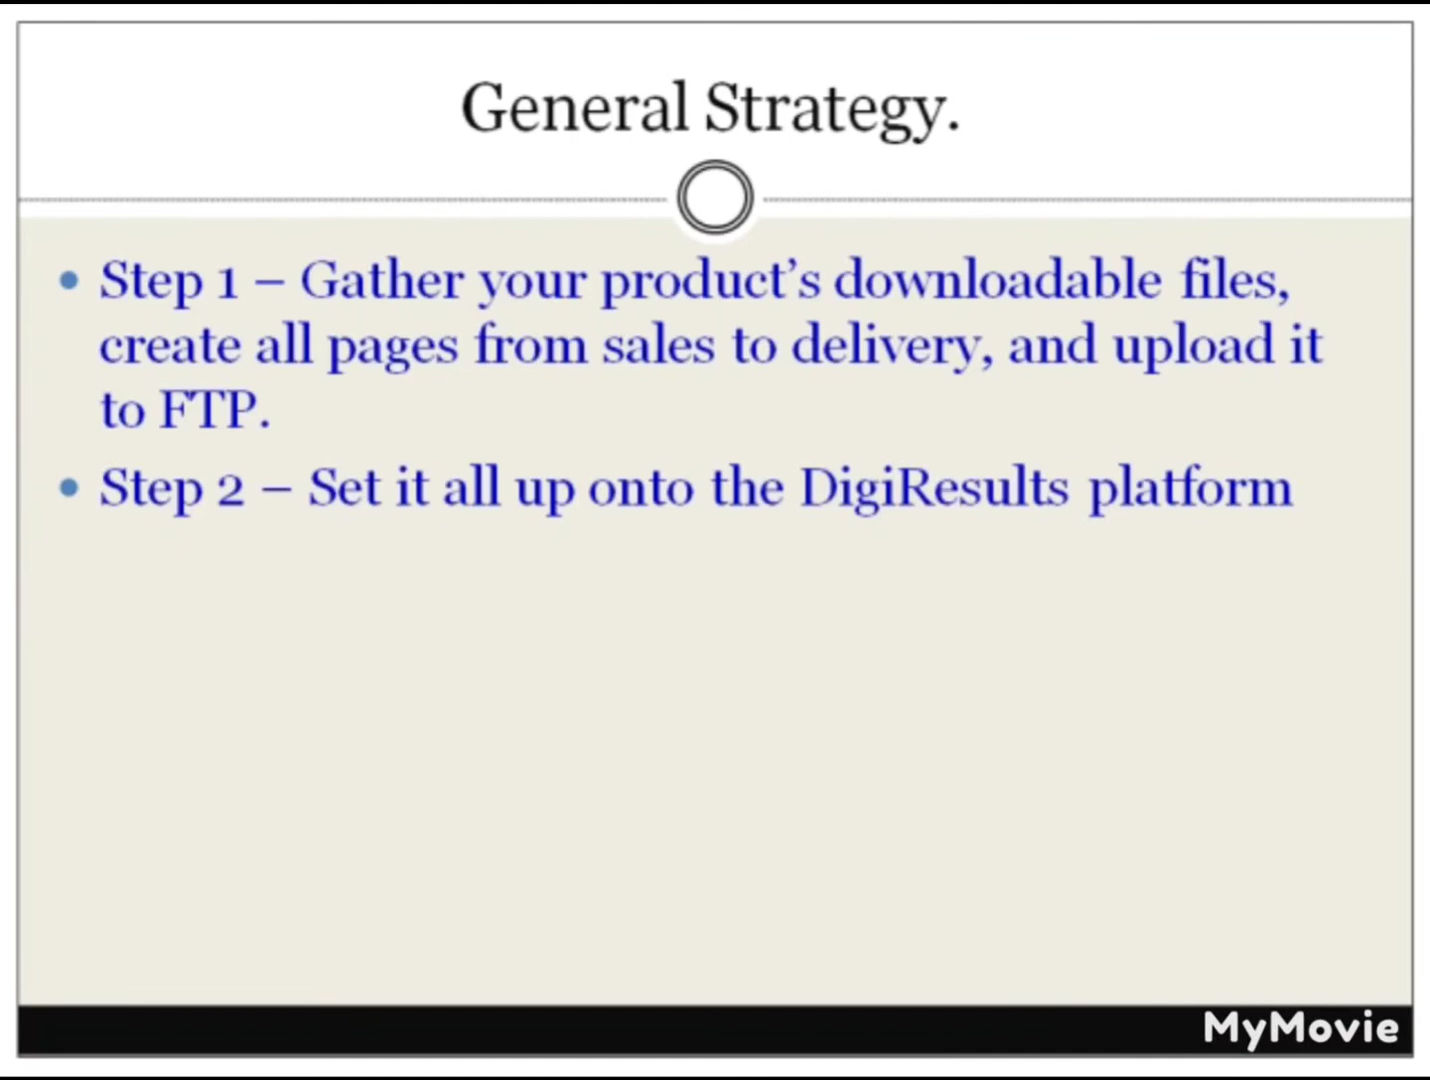 General Strategy.
• Step 1 – Gather your product’s downloadable files,
create all pages from sales to delivery, and upload it
to FTP.
• Step 2 – Set it all up onto the DigiResults platform
MyMovie